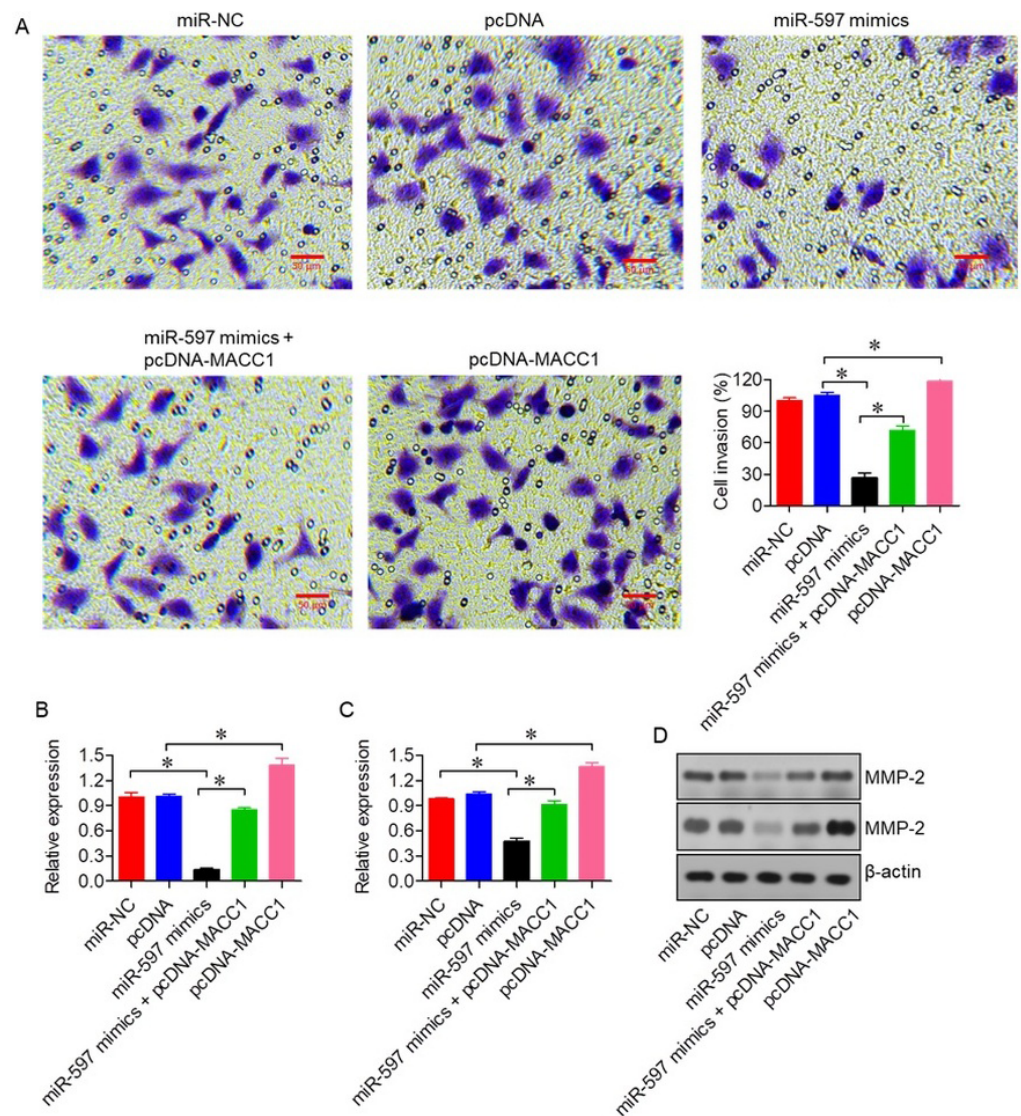 A
miR-NC
pcDNA
miR-597 mimics
50 µm
50 µm
50 µm
miR-597 mimics +
pcDNA-MACC1
pcDNA-MACC1
50 µm
Cell invasion (%)
120
90
60
30
0
*
*
*
miR-NC
pcDNA
miR-597 mimics
miR-597 mimics + pcDNA-MACC1
pcDNA-MACC1
B
Relative expression
1.5
1.2
0.9
0.6
0.3
0.0
*
*
*
miR-NC
pcDNA
miR-597 mimics
miR-597 mimics + pcDNA-MACC1
pcDNA-MACC1
C
Relative expression
1.5
1.2
0.9
0.6
0.3
0.0
*
*
*
miR-NC
pcDNA
miR-597 mimics
miR-597 mimics + pcDNA-MACC1
pcDNA-MACC1
D
MMP-2
MMP-2
β-actin
miR-NC
pcDNA
miR-597 mimics
miR-597 mimics + pcDNA-MACC1
pcDNA-MACC1